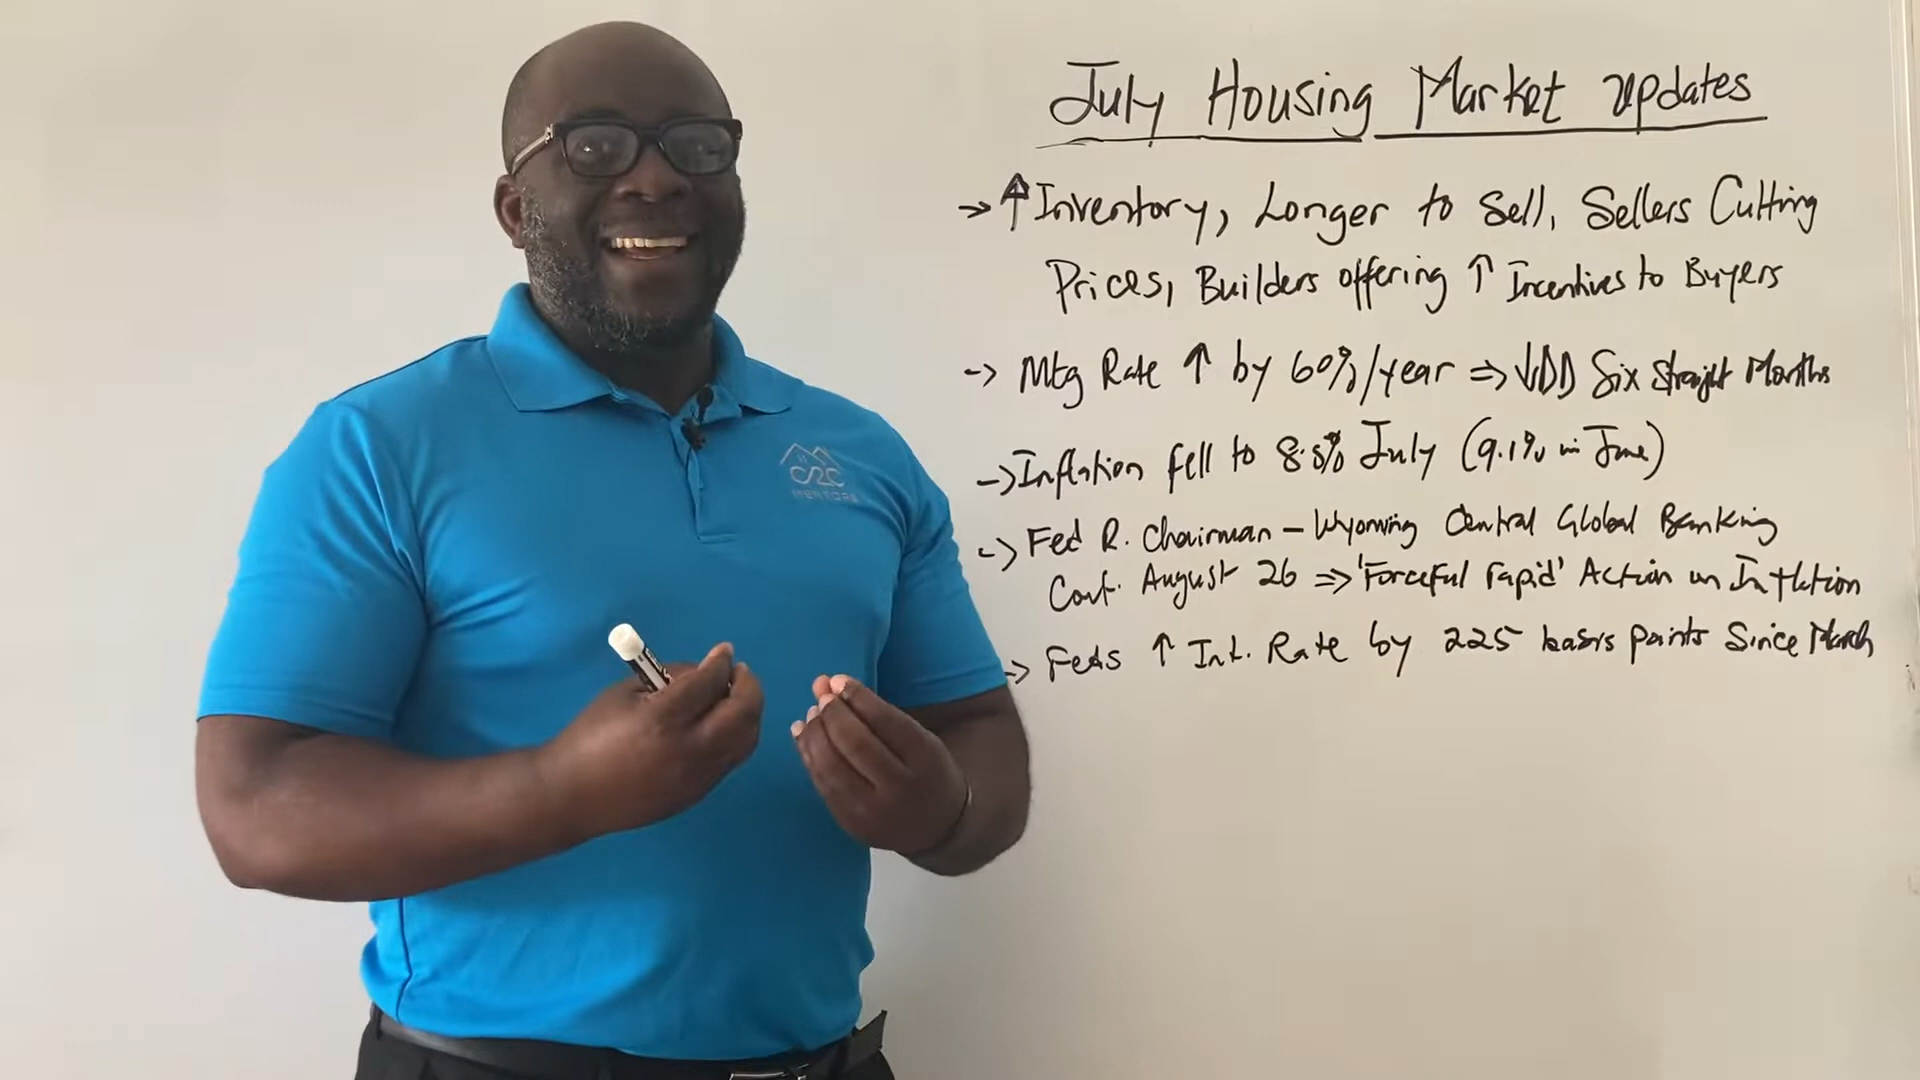 July Housing Market updates
→ ↑ Inventory, Longer to Sell, Sellers Cutting
Prices, Builders offering ↑ Incentives to Buyers
→ Mtg Rate ↑ by 60%/year ⇒ ↓DD Six Straight Months
→ Inflation fell to 8.5% July (9.1% in June)
→ Fed R. Chairman – Wyoming Central Global Banking
Conf. August 26 ⇒ 'Forceful rapid' Action on Inflation
→ Feds ↑ Int. Rate by 225 basis points Since March
C2C
MENTORS